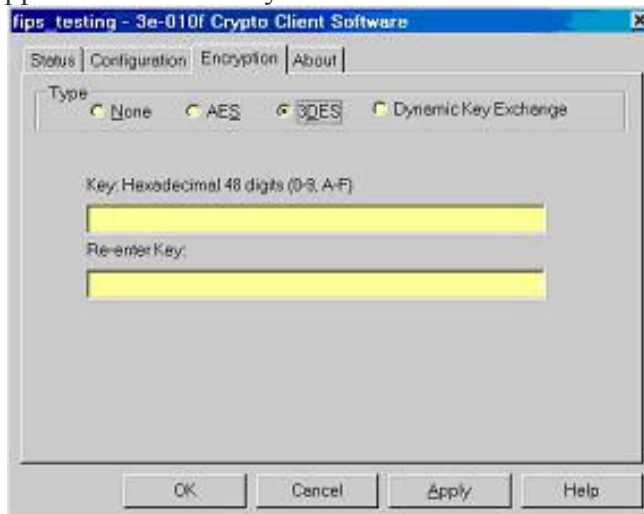 fips_testing - 3e-010f Crypto Client Software
Status Configuration Encryption About
Type
None AES 3DES Dynamic Key Exchange
Key: Hexadecimal 48 digits (0-9, A-F)
Re-enter Key:
OK Cancel Apply Help